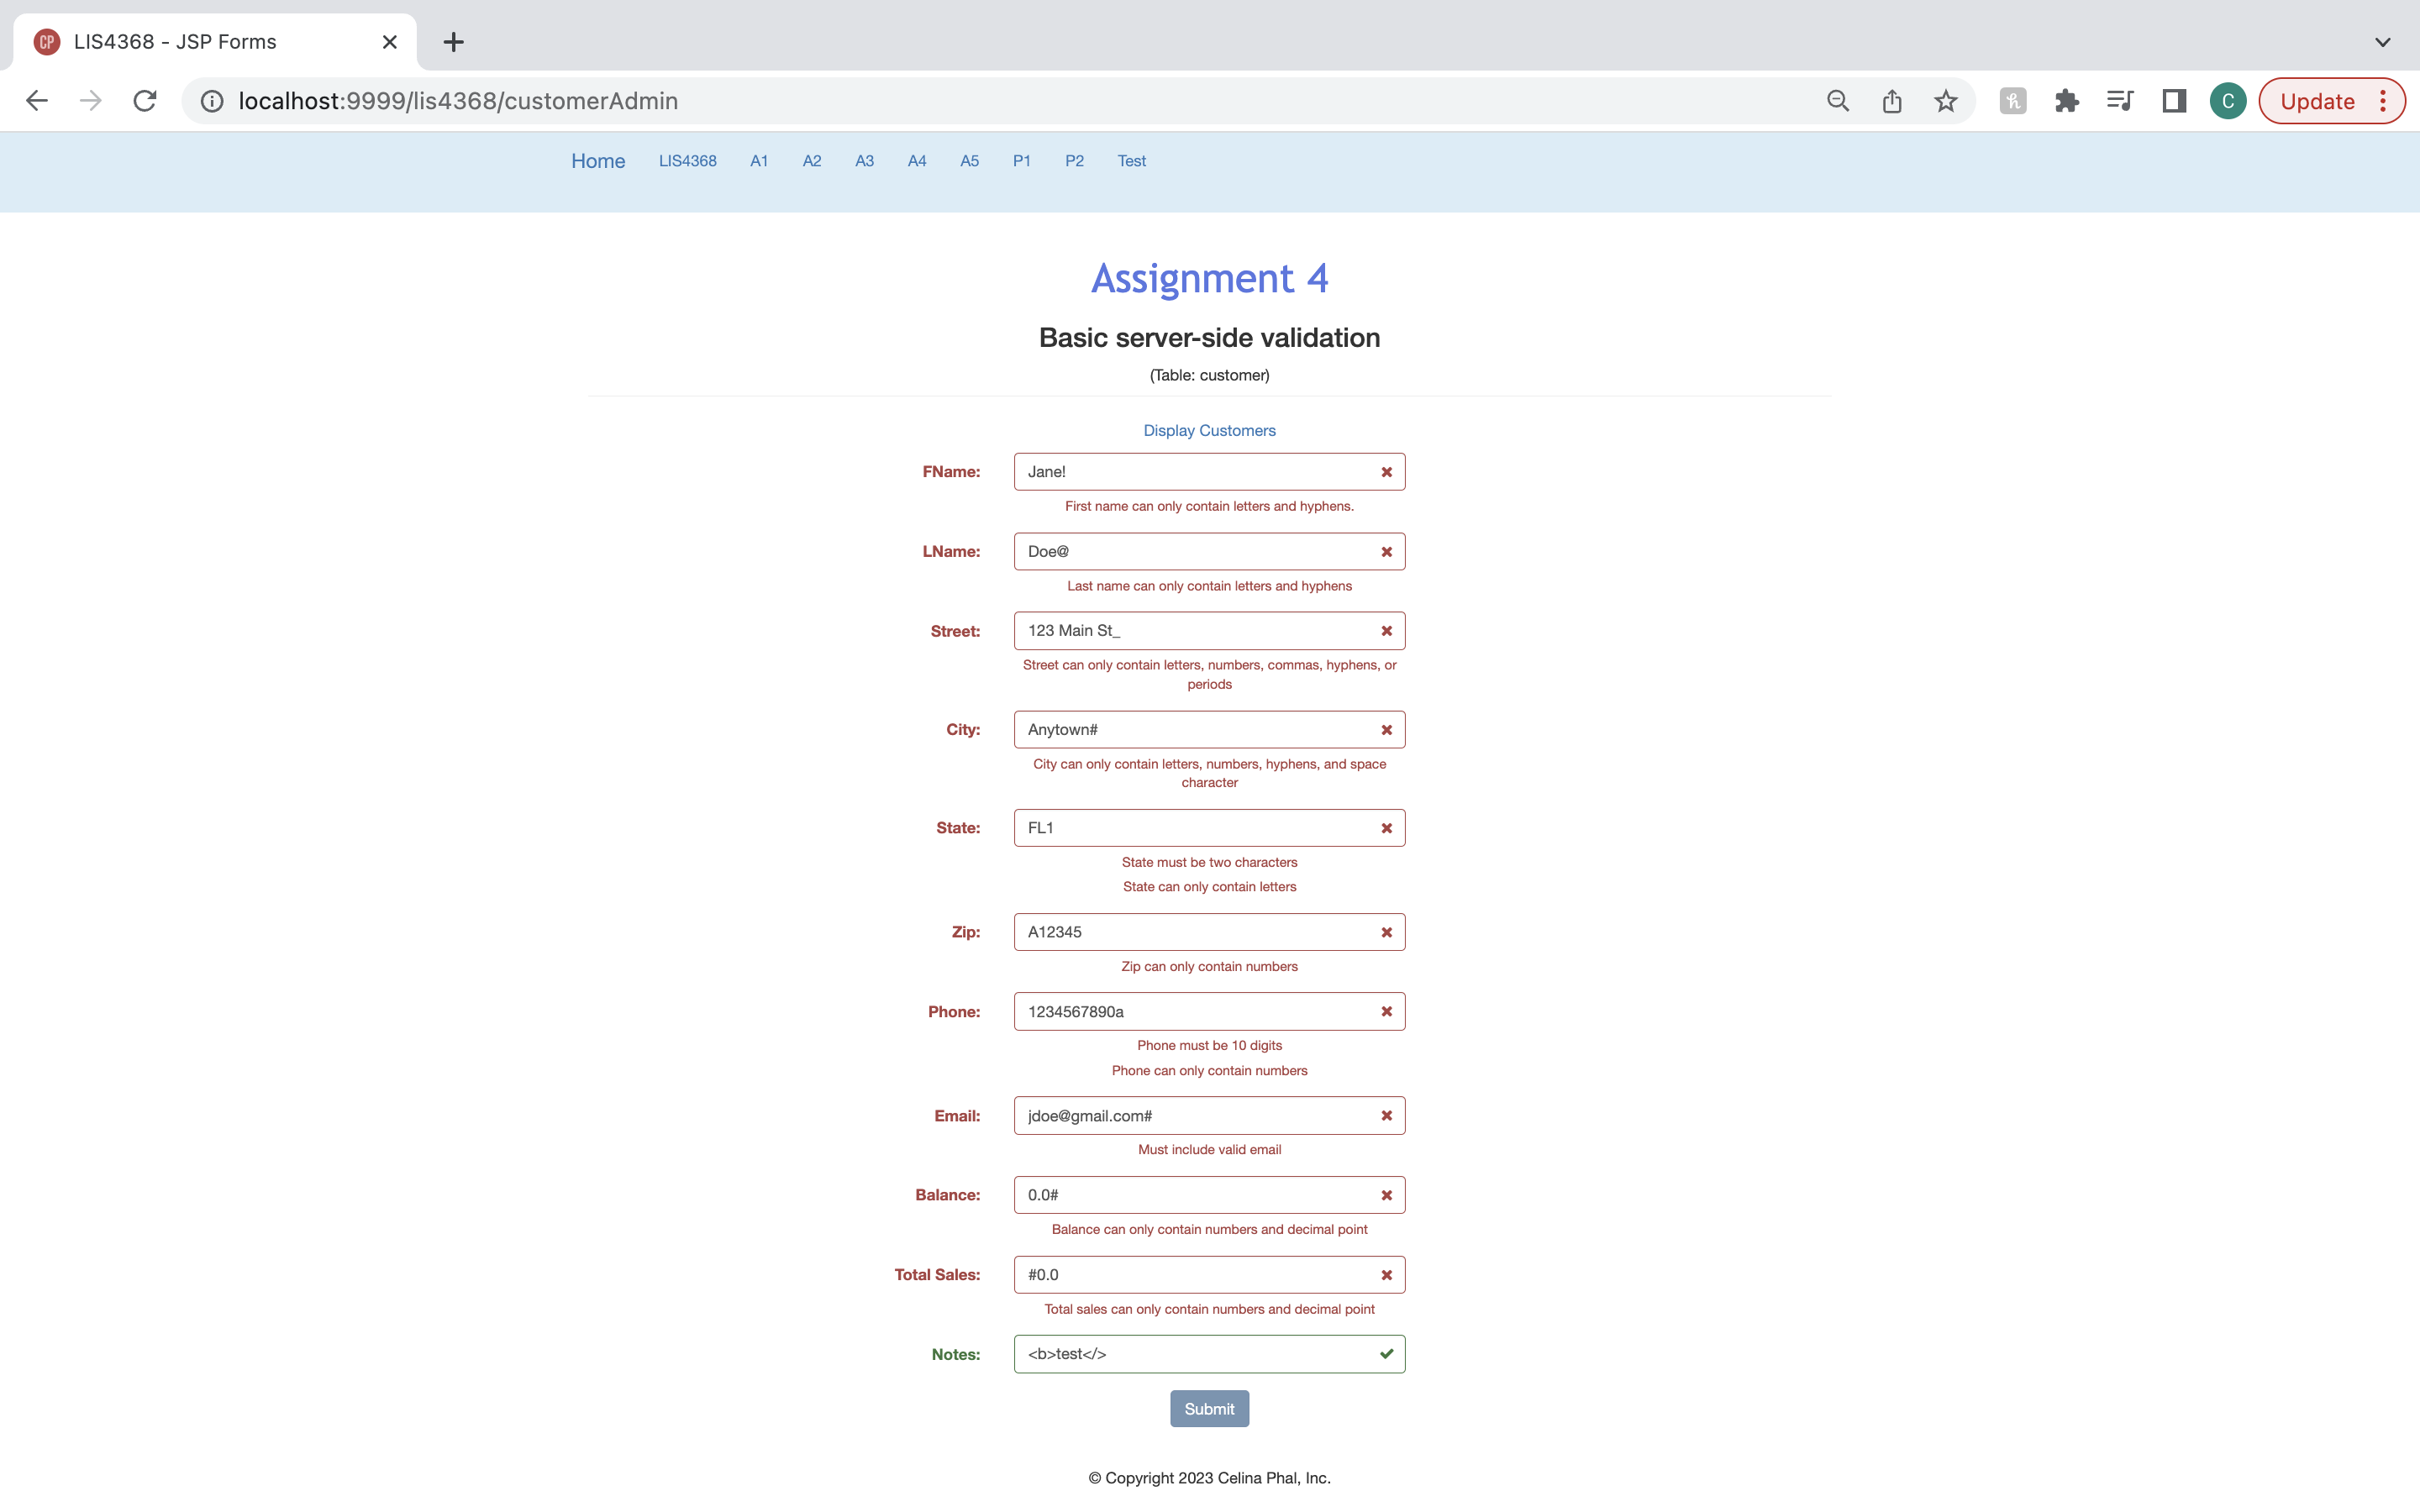 CP LIS4368 - JSP Forms
localhost:9999/lis4368/customerAdmin
C
Update
Home LIS4368 A1 A2 A3 A4 A5 P1 P2 Test
Assignment 4
Basic server-side validation
(Table: customer)
Display Customers
FName: Jane!
First name can only contain letters and hyphens.
LName: Doe@
Last name can only contain letters and hyphens
Street: 123 Main St_
Street can only contain letters, numbers, commas, hyphens, or
periods
City: Anytown#
City can only contain letters, numbers, hyphens, and space
character
State: FL1
State must be two characters
State can only contain letters
Zip: A12345
Zip can only contain numbers
Phone: 1234567890a
Phone must be 10 digits
Phone can only contain numbers
Email: jdoe@gmail.com#
Must include valid email
Balance: 0.0#
Balance can only contain numbers and decimal point
Total Sales: #0.0
Total sales can only contain numbers and decimal point
Notes: <b>test</>
Submit
© Copyright 2023 Celina Phal, Inc.